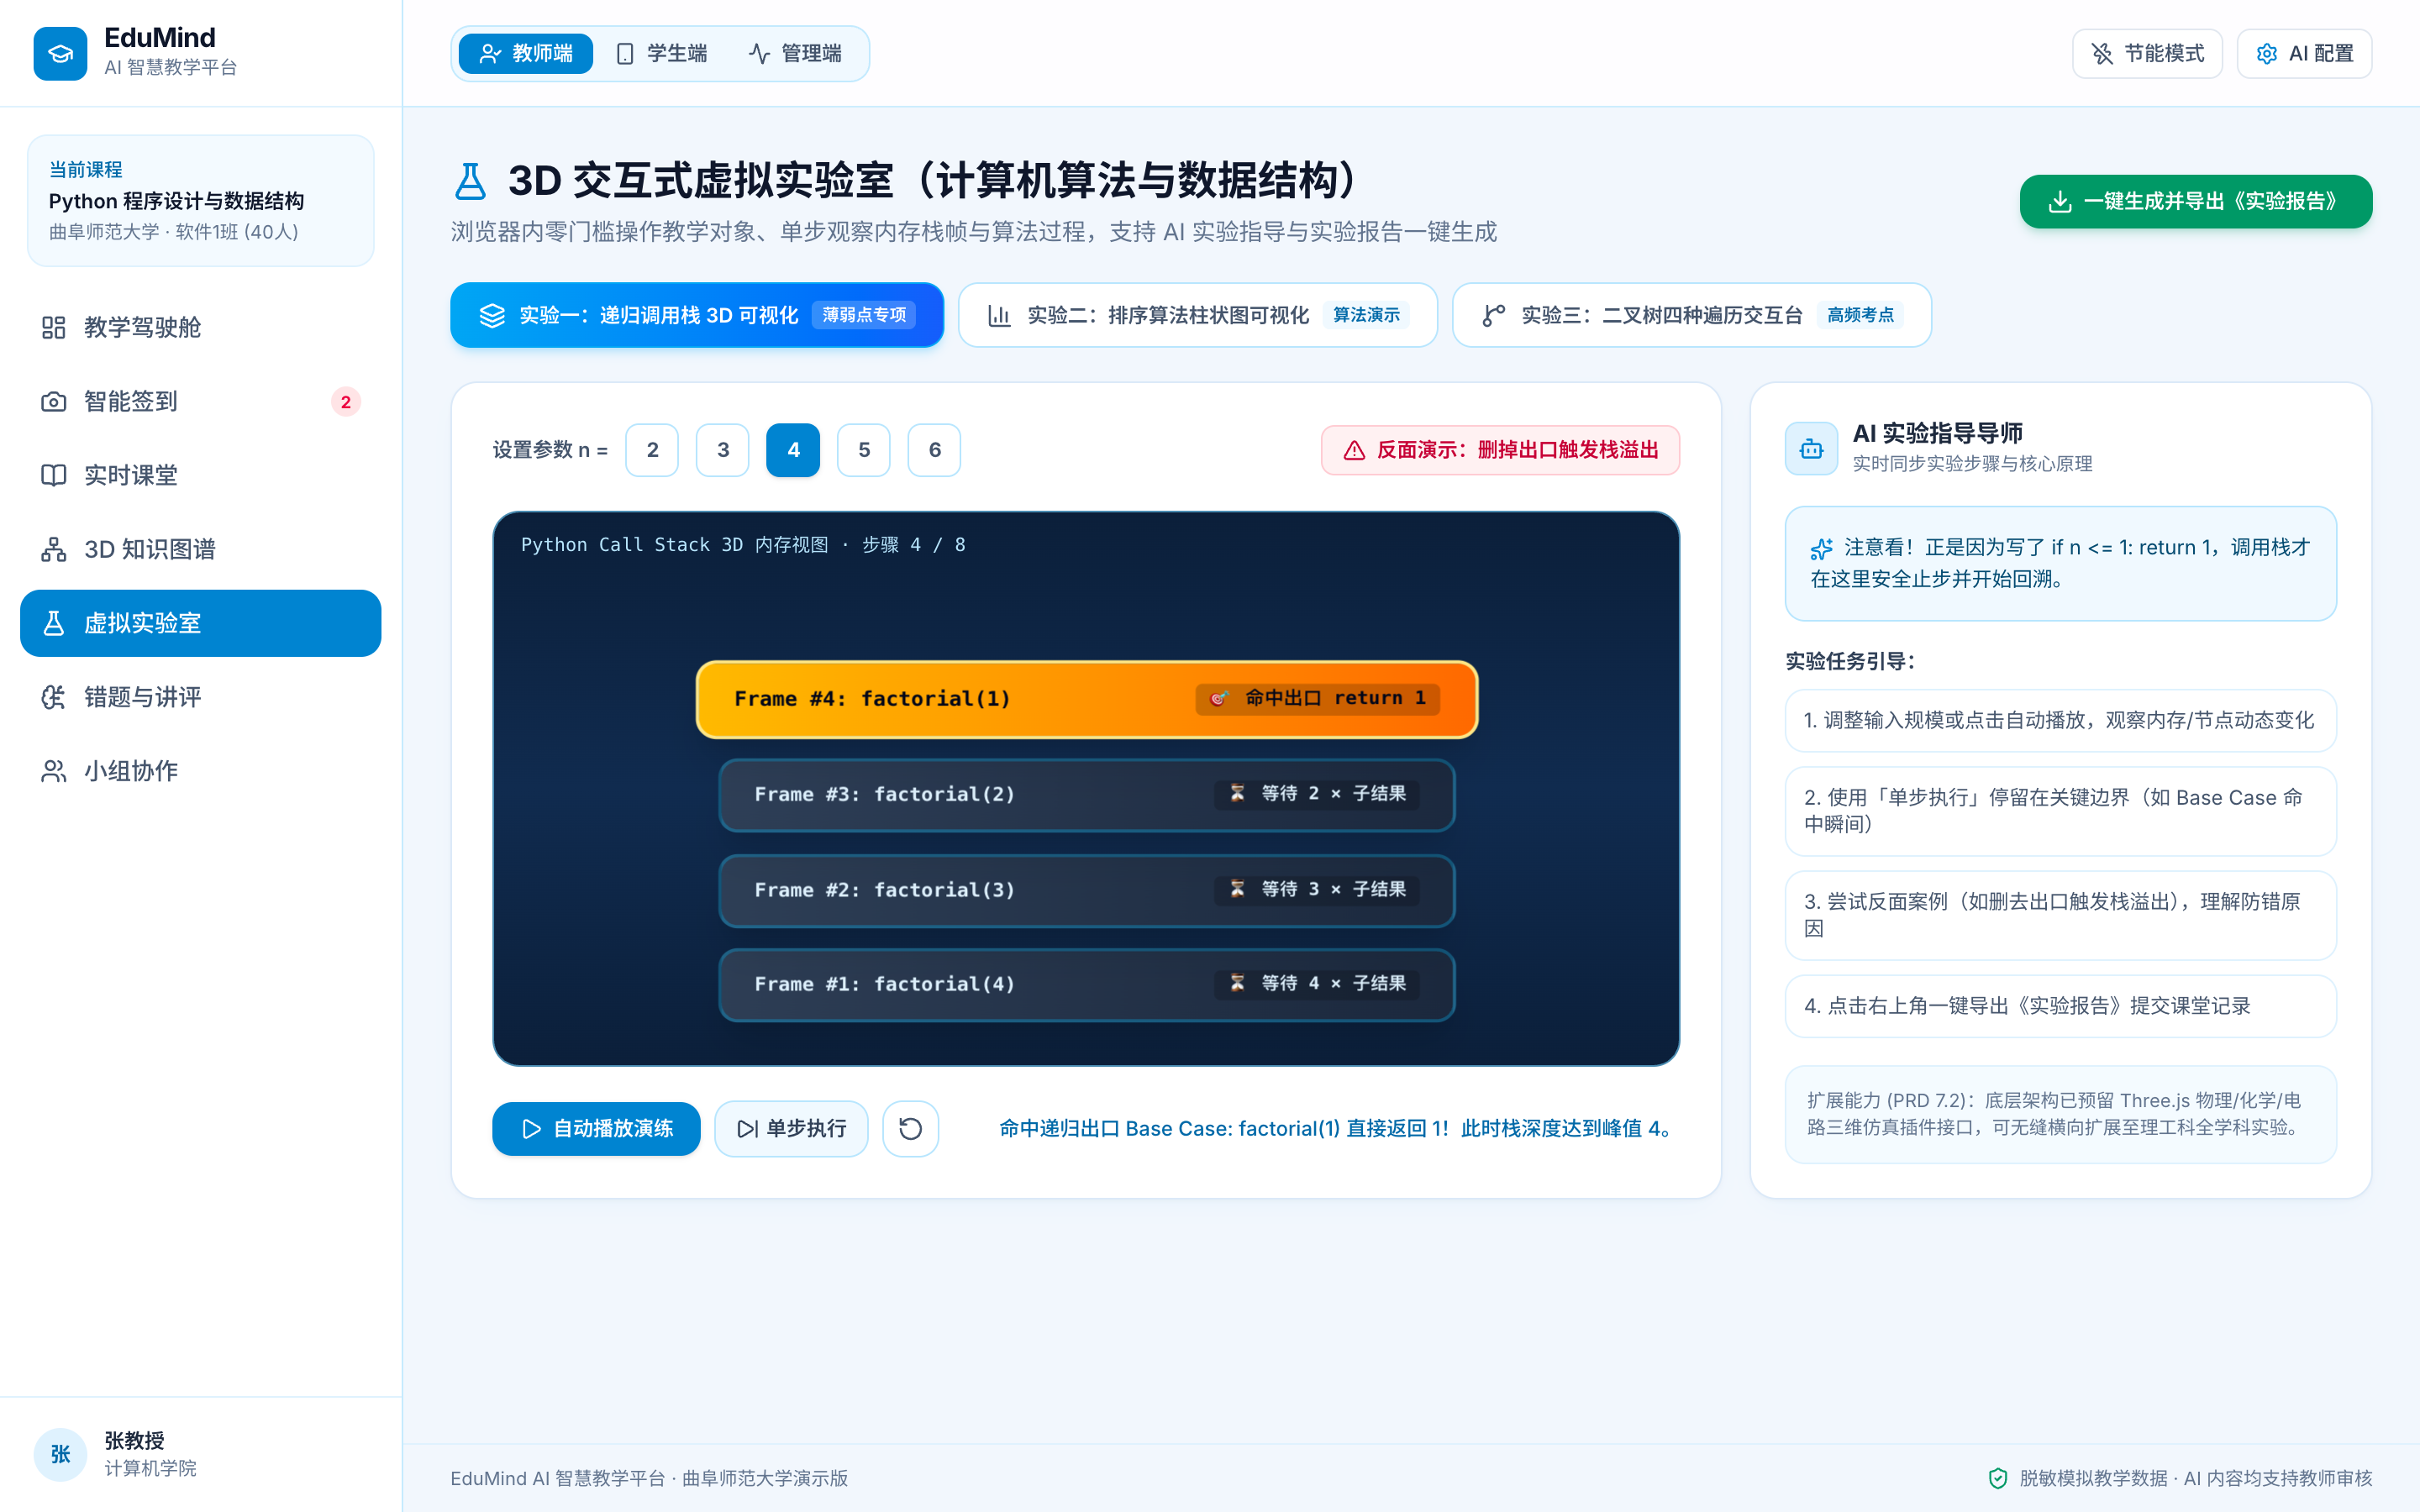 EduMind
AI 智慧教学平台
教师端
学生端
管理端
节能模式
AI 配置
当前课程
Python 程序设计与数据结构
曲阜师范大学 · 软件1班 (40人)
教学驾驶舱
智能签到
2
实时课堂
3D 知识图谱
虚拟实验室
错题与讲评
小组协作
张
张教授
计算机学院
3D 交互式虚拟实验室（计算机算法与数据结构）
浏览器内零门槛操作教学对象、单步观察内存栈帧与算法过程，支持 AI 实验指导与实验报告一键生成
一键生成并导出《实验报告》
实验一：递归调用栈 3D 可视化 薄弱点专项
实验二：排序算法柱状图可视化 算法演示
实验三：二叉树四种遍历交互台 高频考点
设置参数 n = 2 3 4 5 6
反面演示：删掉出口触发栈溢出
Python Call Stack 3D 内存视图 · 步骤 4 / 8
Frame #4: factorial(1) 🎯 命中出口 return 1
Frame #3: factorial(2) ⏳ 等待 2 × 子结果
Frame #2: factorial(3) ⏳ 等待 3 × 子结果
Frame #1: factorial(4) ⏳ 等待 4 × 子结果
自动播放演练
单步执行
命中递归出口 Base Case: factorial(1) 直接返回 1！此时栈深度达到峰值 4。
AI 实验指导导师
实时同步实验步骤与核心原理
注意看！正是因为写了 if n <= 1: return 1，调用栈才
在这里安全止步并开始回溯。
实验任务引导：
1. 调整输入规模或点击自动播放，观察内存/节点动态变化
2. 使用「单步执行」停留在关键边界（如 Base Case 命
中瞬间）
3. 尝试反面案例（如删去出口触发栈溢出），理解防错原
因
4. 点击右上角一键导出《实验报告》提交课堂记录
扩展能力 (PRD 7.2)：底层架构已预留 Three.js 物理/化学/电
路三维仿真插件接口，可无缝横向扩展至理工科全学科实验。
EduMind AI 智慧教学平台 · 曲阜师范大学演示版
脱敏模拟教学数据 · AI 内容均支持教师审核